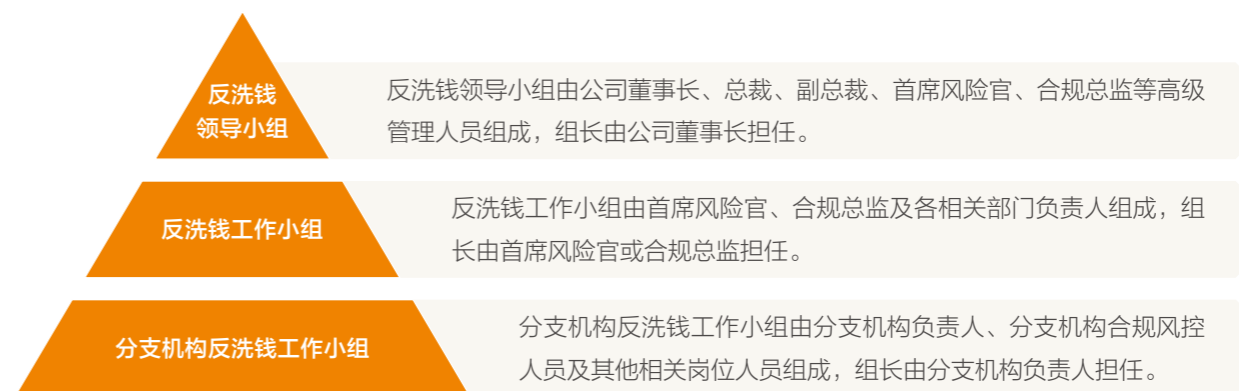 反洗钱
领导小组
反洗钱领导小组由公司董事长、总裁、副总裁、首席风险官、合规总监等高级
管理人员组成，组长由公司董事长担任。
反洗钱工作小组
反洗钱工作小组由首席风险官、合规总监及各相关部门负责人组成，组
长由首席风险官或合规总监担任。
分支机构反洗钱工作小组
分支机构反洗钱工作小组由分支机构负责人、分支机构合规风控
人员及其他相关岗位人员组成，组长由分支机构负责人担任。